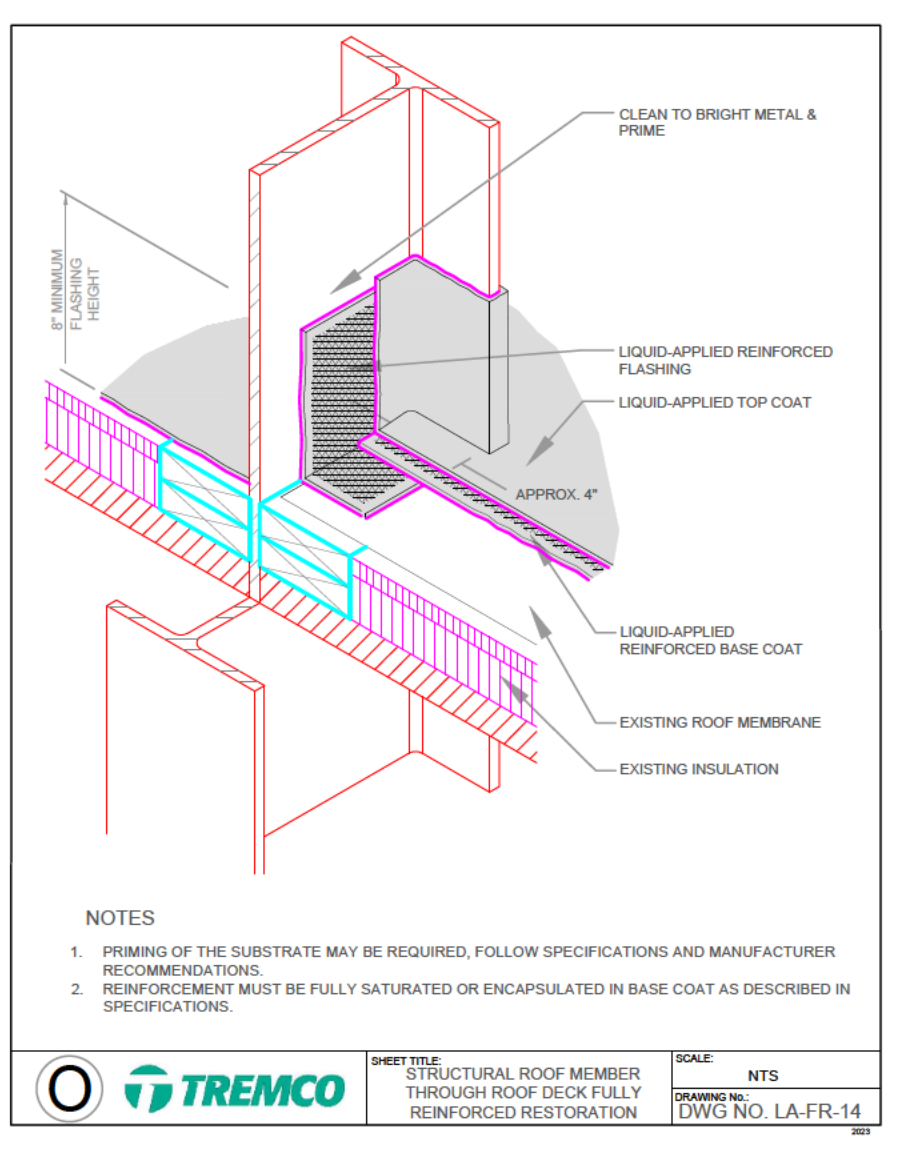 CLEAN TO BRIGHT METAL &
PRIME
8" MINIMUM
FLASHING
HEIGHT
LIQUID-APPLIED REINFORCED
FLASHING
LIQUID-APPLIED TOP COAT
APPROX. 4"
LIQUID-APPLIED
REINFORCED BASE COAT
EXISTING ROOF MEMBRANE
EXISTING INSULATION
NOTES
1. PRIMING OF THE SUBSTRATE MAY BE REQUIRED, FOLLOW SPECIFICATIONS AND MANUFACTURER
RECOMMENDATIONS.
2. REINFORCEMENT MUST BE FULLY SATURATED OR ENCAPSULATED IN BASE COAT AS DESCRIBED IN
SPECIFICATIONS.
O
TREMCO
SHEET TITLE:
STRUCTURAL ROOF MEMBER
THROUGH ROOF DECK FULLY
REINFORCED RESTORATION
SCALE:
NTS
DRAWING No.:
DWG NO. LA-FR-14
2023